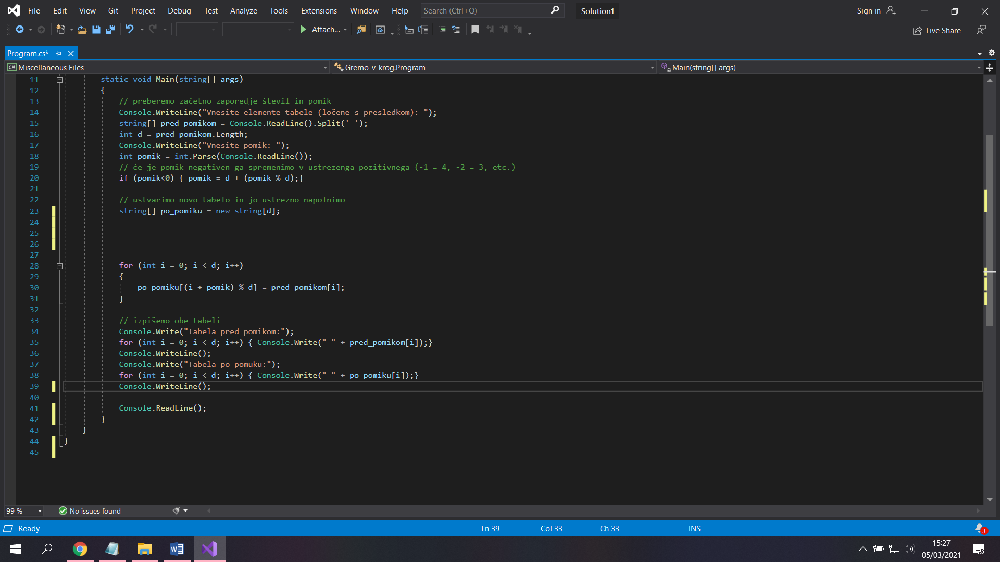 File Edit View Git Project Debug Test Analyze Tools Extensions Window Help Search (Ctrl+Q) Solution1 Sign in
Attach... Live Share
Program.cs*
C# Miscellaneous Files Gremo_v_krog.Program Main(string[] args)
11 static void Main(string[] args)
12 {
13 // preberemo začetno zaporedje števil in pomik
14 Console.WriteLine("Vnesite elemente tabele (ločene s presledkom): ");
15 string[] pred_pomikom = Console.ReadLine().Split(' ');
16 int d = pred_pomikom.Length;
17 Console.WriteLine("Vnesite pomik: ");
18 int pomik = int.Parse(Console.ReadLine());
19 // če je pomik negativen ga spremenimo v ustrezenga pozitivnega (-1 = 4, -2 = 3, etc.)
20 if (pomik<0) { pomik = d + (pomik % d);}
21
22 // ustvarimo novo tabelo in jo ustrezno napolnimo
23 string[] po_pomiku = new string[d];
24
25
26
27
28 for (int i = 0; i < d; i++)
29 {
30 po_pomiku[(i + pomik) % d] = pred_pomikom[i];
31 }
32
33 // izpišemo obe tabeli
34 Console.Write("Tabela pred pomikom:");
35 for (int i = 0; i < d; i++) { Console.Write(" " + pred_pomikom[i]);}
36 Console.WriteLine();
37 Console.Write("Tabela po pomuku:");
38 for (int i = 0; i < d; i++) { Console.Write(" " + po_pomiku[i]);}
39 Console.WriteLine();
40
41 Console.ReadLine();
42 }
43 }
44 }
45
99 % No issues found
Ready Ln 39 Col 33 Ch 33 INS 3
15:27
05/03/2021